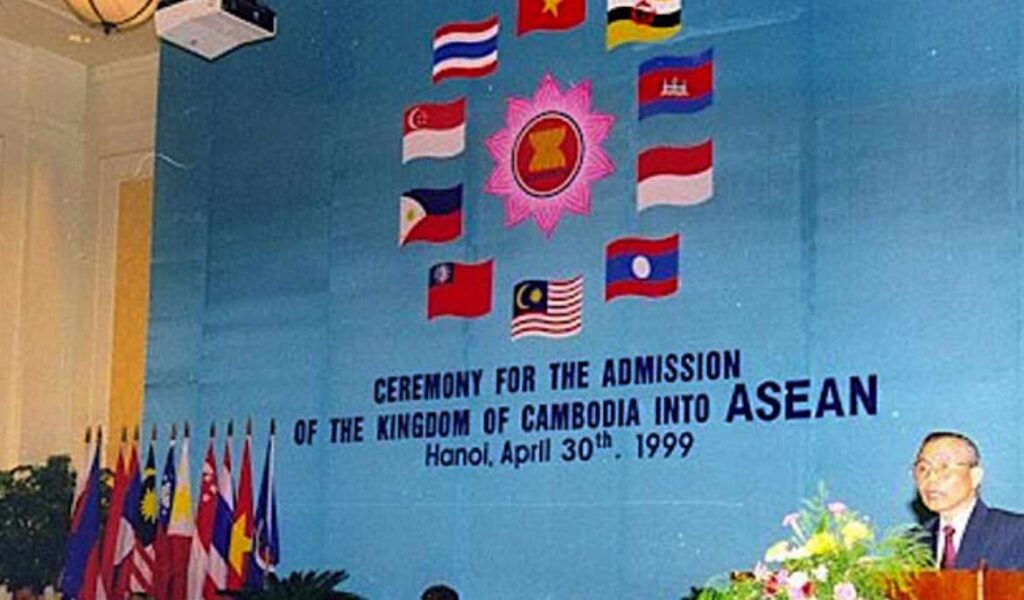 CEREMONY FOR THE ADMISSION
OF THE KINGDOM OF CAMBODIA INTO ASEAN
Hanoi, April 30th. 1999